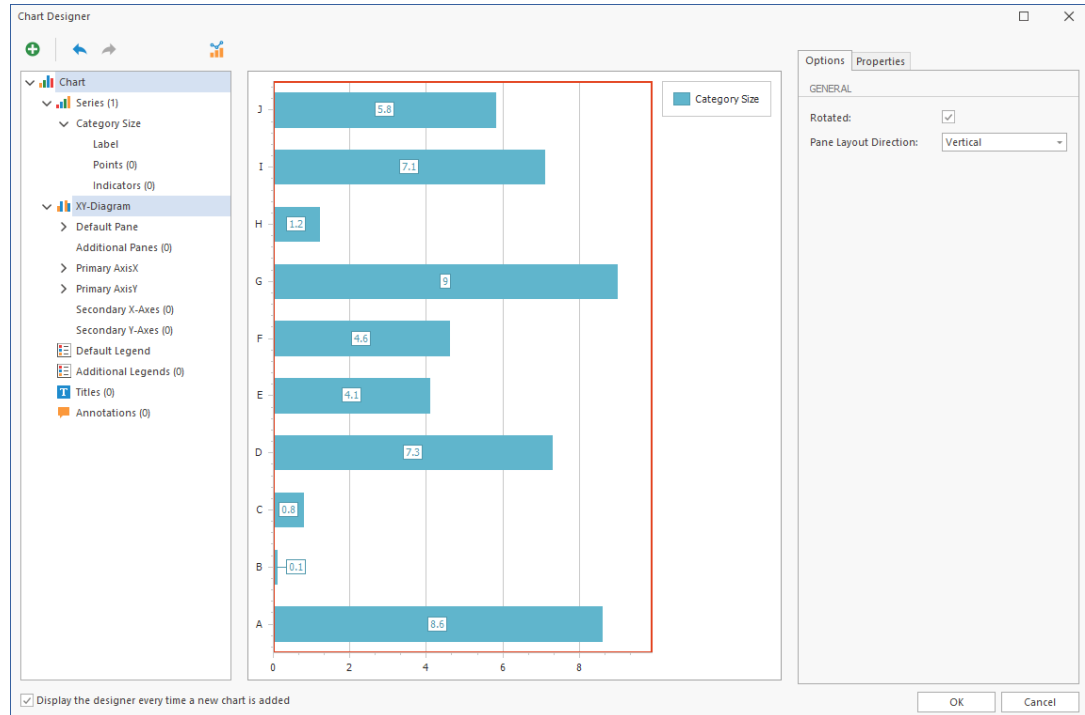 Chart Designer
Chart
Series (1)
Category Size
Label
Points (0)
Indicators (0)
XY-Diagram
Default Pane
Additional Panes (0)
Primary AxisX
Primary AxisY
Secondary X-Axes (0)
Secondary Y-Axes (0)
Default Legend
Additional Legends (0)
T Titles (0)
Annotations (0)
J 5.8
I 7.1
H 1.2
G 9
F 4.6
E 4.1
D 7.3
C 0.8
B 0.1
A 8.6
0 2 4 6 8
Category Size
Options Properties
GENERAL
Rotated:
Pane Layout Direction: Vertical
Display the designer every time a new chart is added
OK Cancel